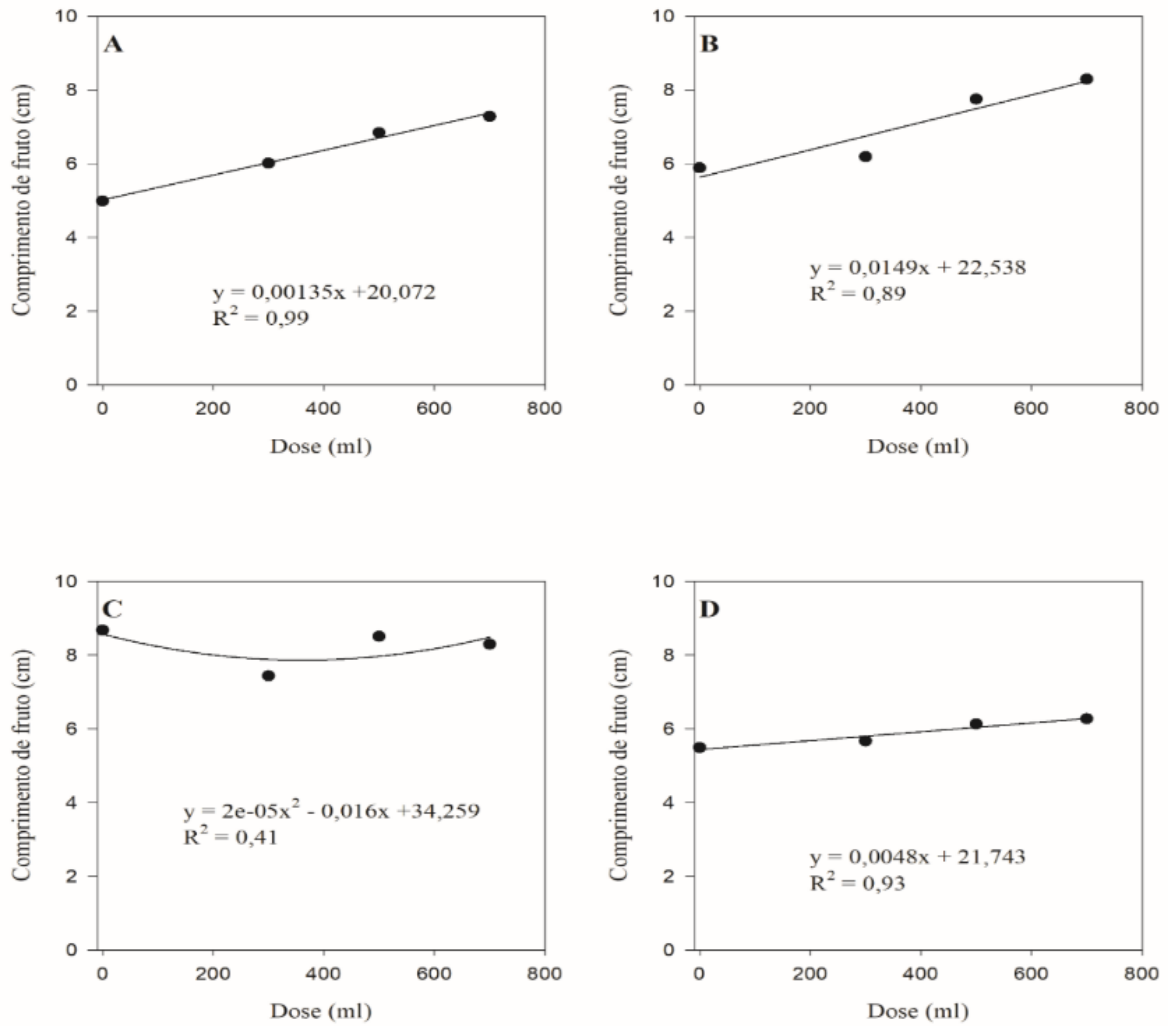 A
10
8
6
4
2
0
Comprimento de fruto (cm)
y = 0,00135x +20,072
R² = 0,99
0 200 400 600 800
Dose (ml)
B
10
8
6
4
2
0
Comprimento de fruto (cm)
y = 0,0149x + 22,538
R² = 0,89
0 200 400 600 800
Dose (ml)
C
10
8
6
4
2
0
Comprimento de fruto (cm)
y = 2e-05x² - 0,016x +34,259
R² = 0,41
0 200 400 600 800
Dose (ml)
D
10
8
6
4
2
0
Comprimento de fruto (cm)
y = 0,0048x + 21,743
R² = 0,93
0 200 400 600 800
Dose (ml)